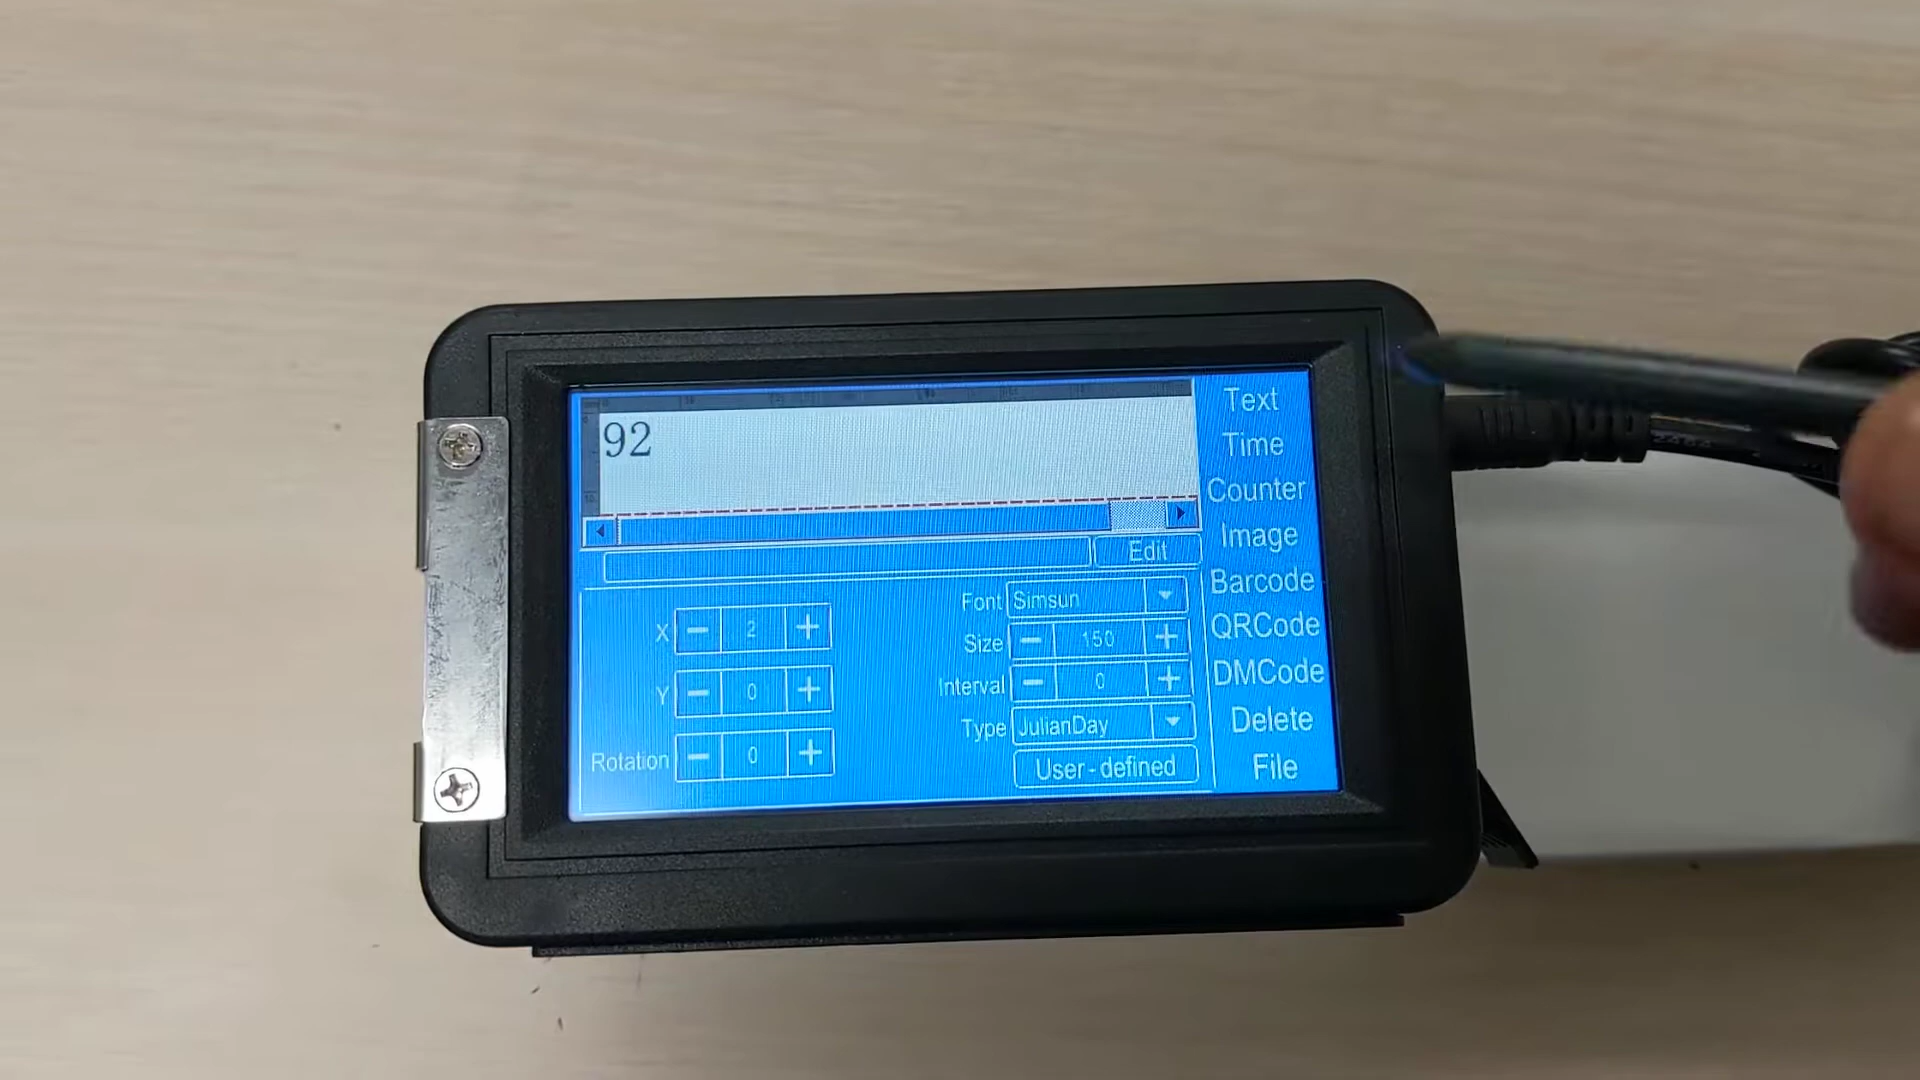 92
Edit
Font Simsun
X − 2 +
Size − 150 +
Y − 0 +
Interval − 0 +
Type JulianDay
Rotation − 0 +
User-defined
Text
Time
Counter
Image
Barcode
QRCode
DMCode
Delete
File